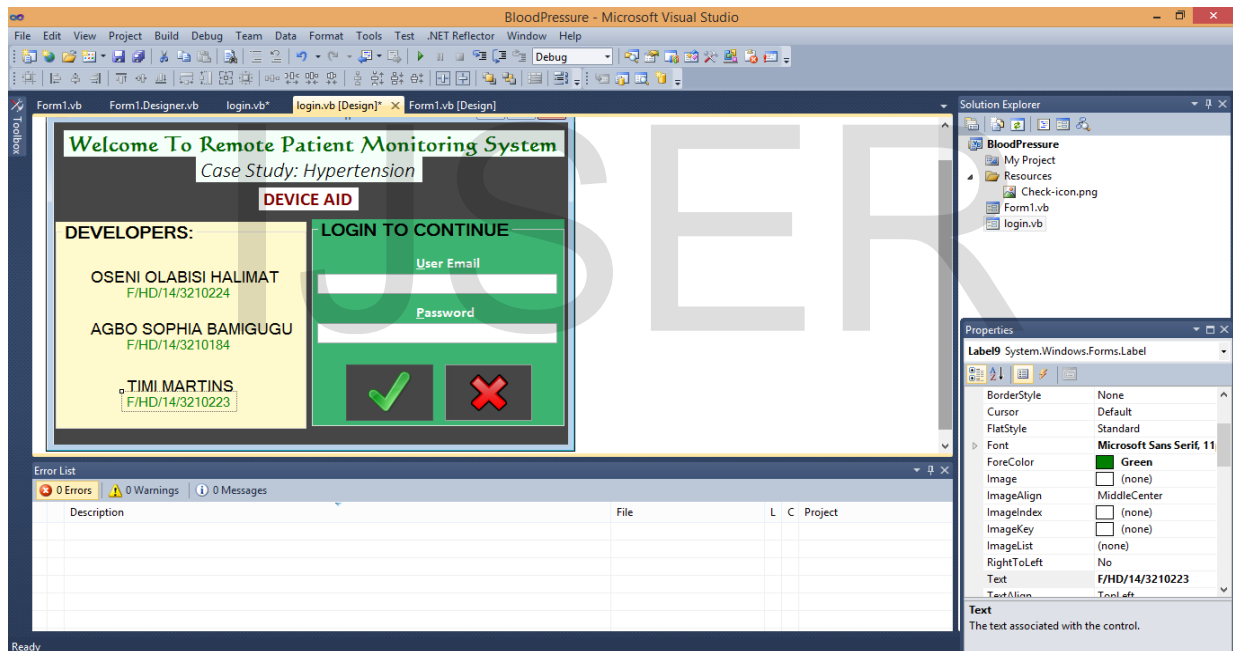 BloodPressure - Microsoft Visual Studio
File Edit View Project Build Debug Team Data Format Tools Test .NET Reflector Window Help
Debug
Form1.vb Form1.Designer.vb login.vb* login.vb [Design]* Form1.vb [Design]
Toolbox
Welcome To Remote Patient Monitoring System
Case Study: Hypertension
DEVICE AID
DEVELOPERS:
OSENI OLABISI HALIMAT
F/HD/14/3210224
AGBO SOPHIA BAMIGUGU
F/HD/14/3210184
TIMI MARTINS
F/HD/14/3210223
LOGIN TO CONTINUE
User Email
Password
IJSER
Solution Explorer
BloodPressure
My Project
Resources
Check-icon.png
Form1.vb
login.vb
Properties
Label9 System.Windows.Forms.Label
BorderStyle None
Cursor Default
FlatStyle Standard
Font Microsoft Sans Serif, 11
ForeColor Green
Image (none)
ImageAlign MiddleCenter
ImageIndex (none)
ImageKey (none)
ImageList (none)
RightToLeft No
Text F/HD/14/3210223
TextAlign TopLeft
Text
The text associated with the control.
Error List
0 Errors 0 Warnings 0 Messages
Description File L C Project
Ready